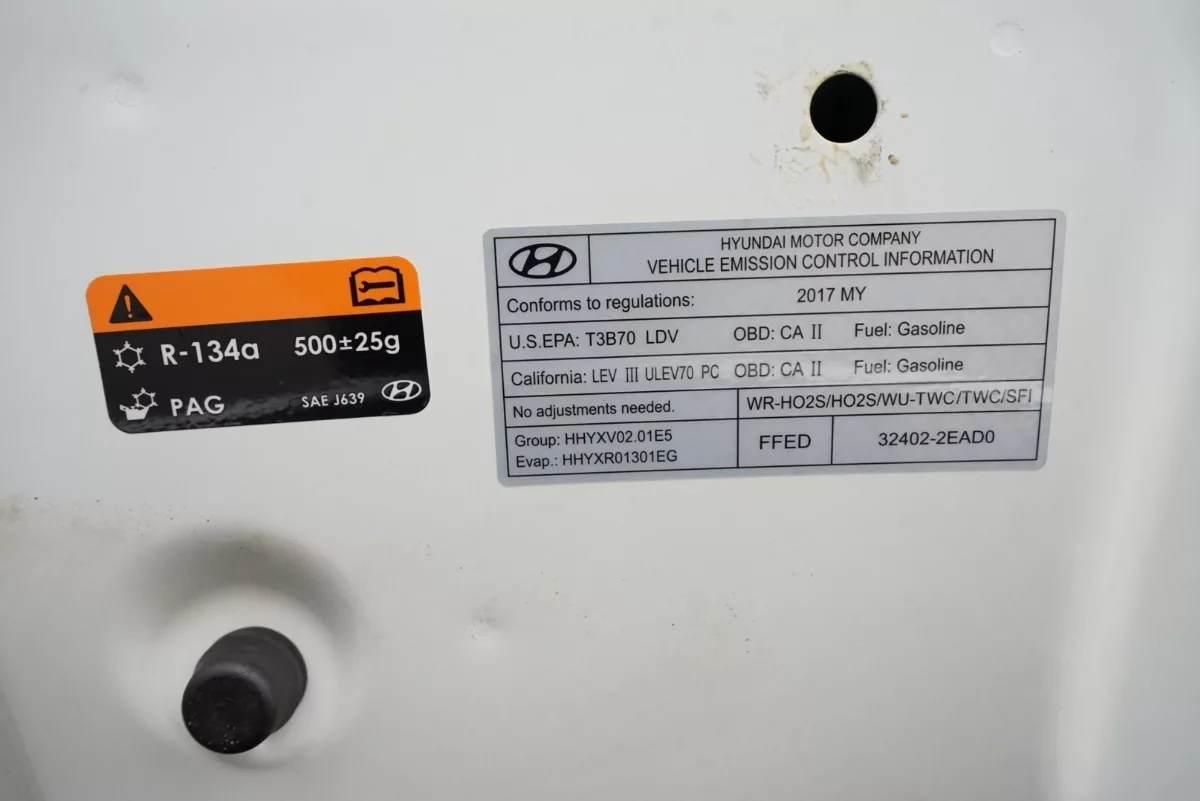 R-134a 500±25g
PAG SAE J639
HYUNDAI MOTOR COMPANY
VEHICLE EMISSION CONTROL INFORMATION
Conforms to regulations: 2017 MY
U.S.EPA: T3B70 LDV OBD: CA II Fuel: Gasoline
California: LEV III ULEV70 PC OBD: CA II Fuel: Gasoline
No adjustments needed. WR-HO2S/HO2S/WU-TWC/TWC/SFI
Group: HHYXV02.01E5
Evap.: HHYXR01301EG
FFED 32402-2EAD0